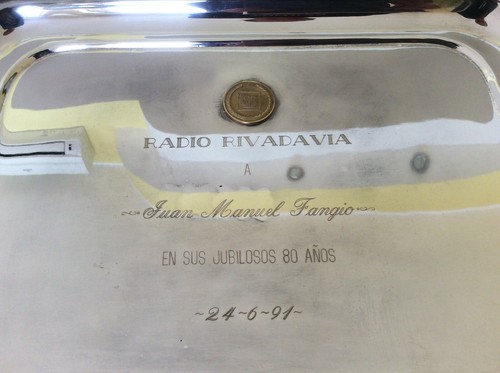 RADIO RIVADAVIA
A
~Juan Manuel Fangio~
EN SUS JUBILOSOS 80 AÑOS
~24-6-91~